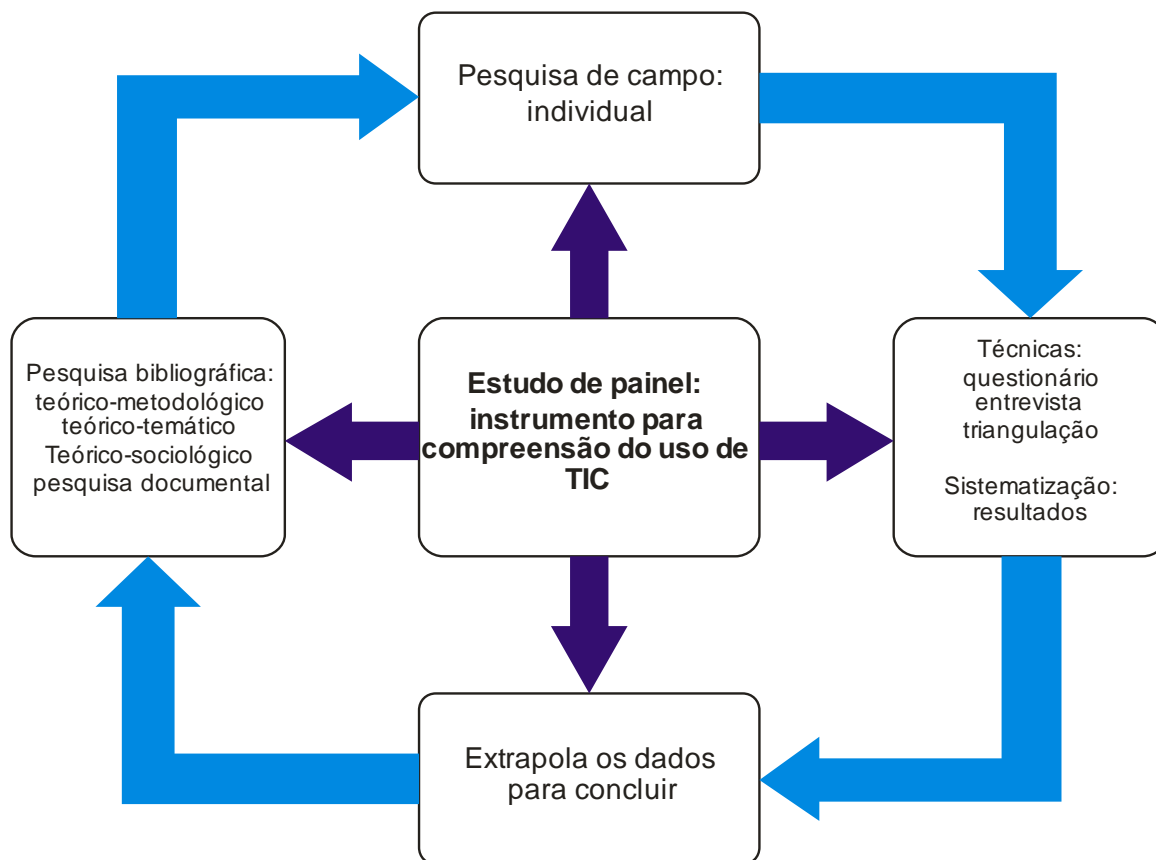 Pesquisa de campo:
individual
Pesquisa bibliográfica:
teórico-metodológico
teórico-temático
Teórico-sociológico
pesquisa documental
Estudo de painel:
instrumento para
compreensão do uso de
TIC
Técnicas:
questionário
entrevista
triangulação
Sistematização:
resultados
Extrapola os dados
para concluir